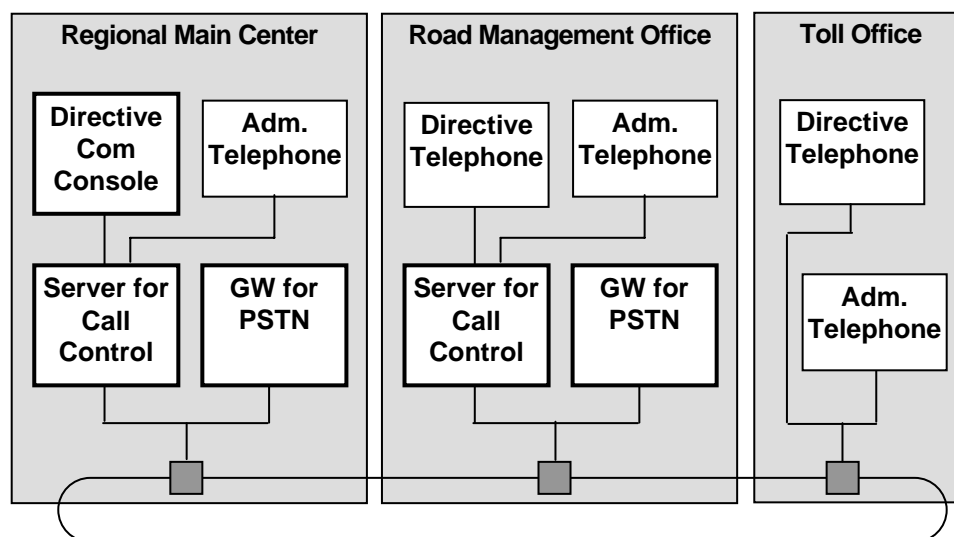 Regional Main Center
Directive
Com
Console
Adm.
Telephone
Server for
Call
Control
GW for
PSTN
Road Management Office
Directive
Telephone
Adm.
Telephone
Server for
Call
Control
GW for
PSTN
Toll Office
Directive
Telephone
Adm.
Telephone